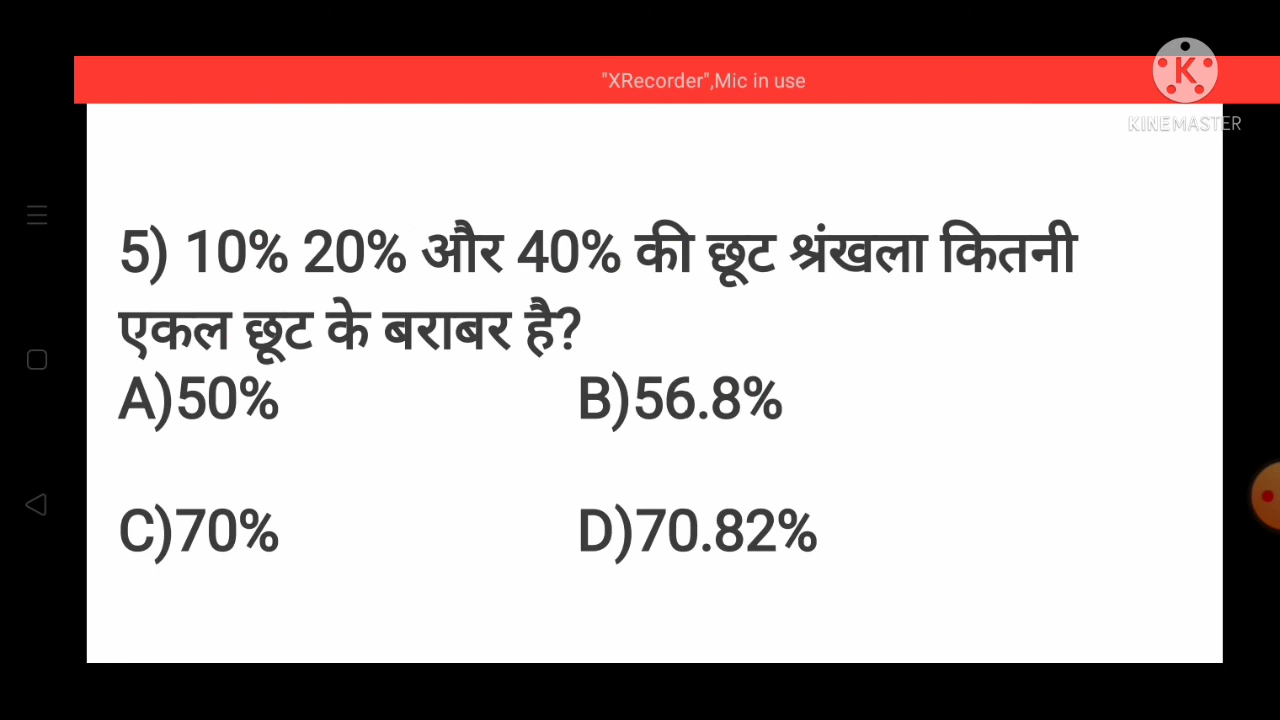 "XRecorder",Mic in use
KINEMASTER
5) 10% 20% और 40% की छूट श्रंखला कितनी
एकल छूट के बराबर है?
A)50% B)56.8%
C)70% D)70.82%